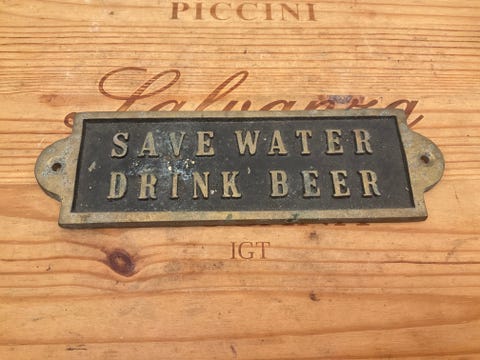 PICCINI
SAVE WATER
DRINK BEER
IGT